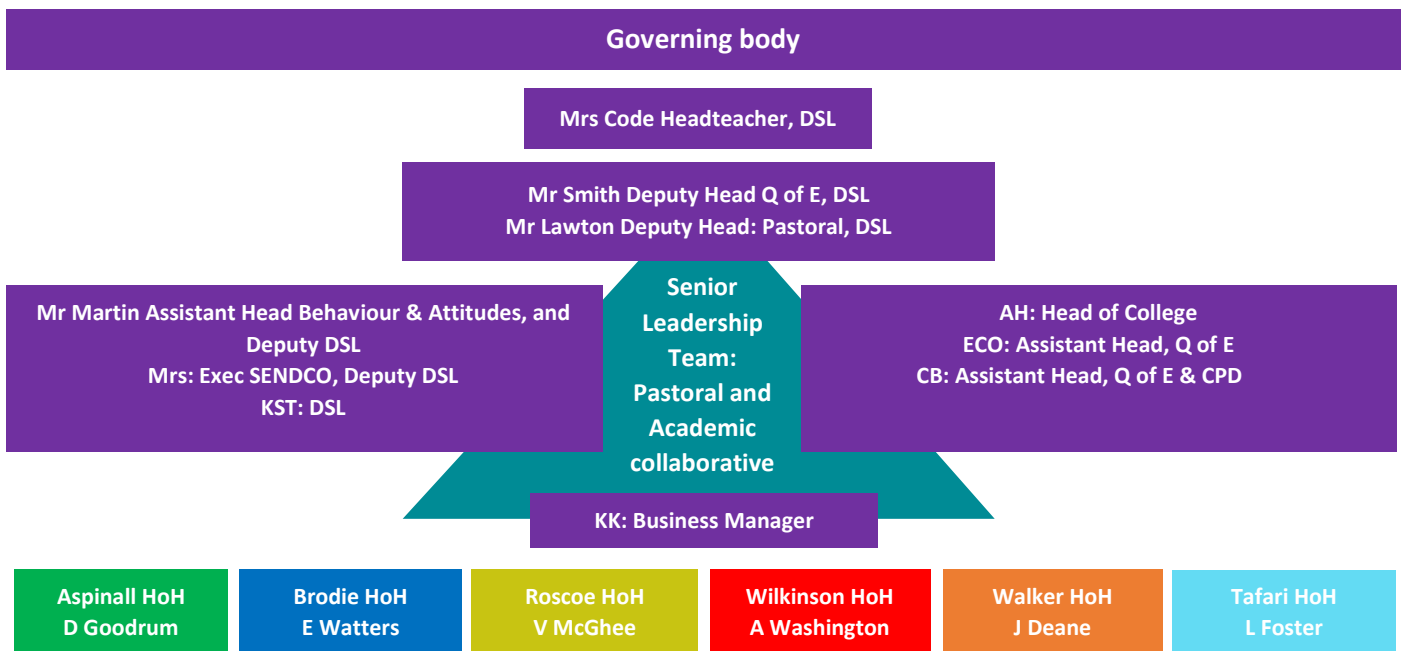 Governing body
Mrs Code Headteacher, DSL
Mr Smith Deputy Head Q of E, DSL
Mr Lawton Deputy Head: Pastoral, DSL
Mr Martin Assistant Head Behaviour & Attitudes, and
Deputy DSL
Mrs: Exec SENDCO, Deputy DSL
KST: DSL
Senior
Leadership
Team:
Pastoral and
Academic
collaborative
AH: Head of College
ECO: Assistant Head, Q of E
CB: Assistant Head, Q of E & CPD
KK: Business Manager
Aspinall HoH
D Goodrum
Brodie HoH
E Watters
Roscoe HoH
V McGhee
Wilkinson HoH
A Washington
Walker HoH
J Deane
Tafari HoH
L Foster